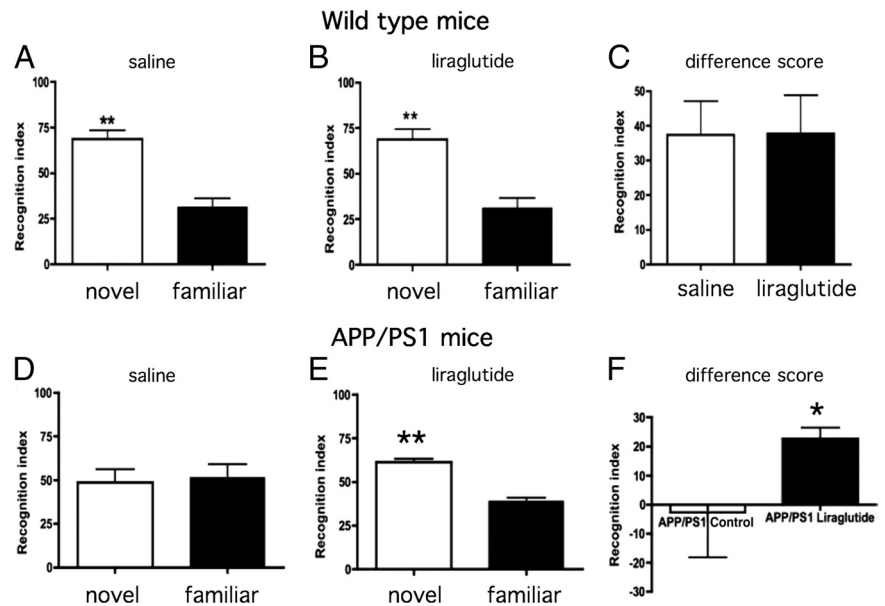 Wild type mice
A
saline
Recognition index
100
75
50
25
0
**
novel familiar
B
liraglutide
Recognition index
100
75
50
25
0
**
novel familiar
C
difference score
Recognition index
50
40
30
20
10
0
saline liraglutide
APP/PS1 mice
D
saline
Recognition index
100
75
50
25
0
novel familiar
E
liraglutide
Recognition index
100
75
50
25
0
**
novel familiar
F
difference score
Recognition index
30
20
10
0
-10
-20
-30
*
APP/PS1 Control APP/PS1 Liraglutide